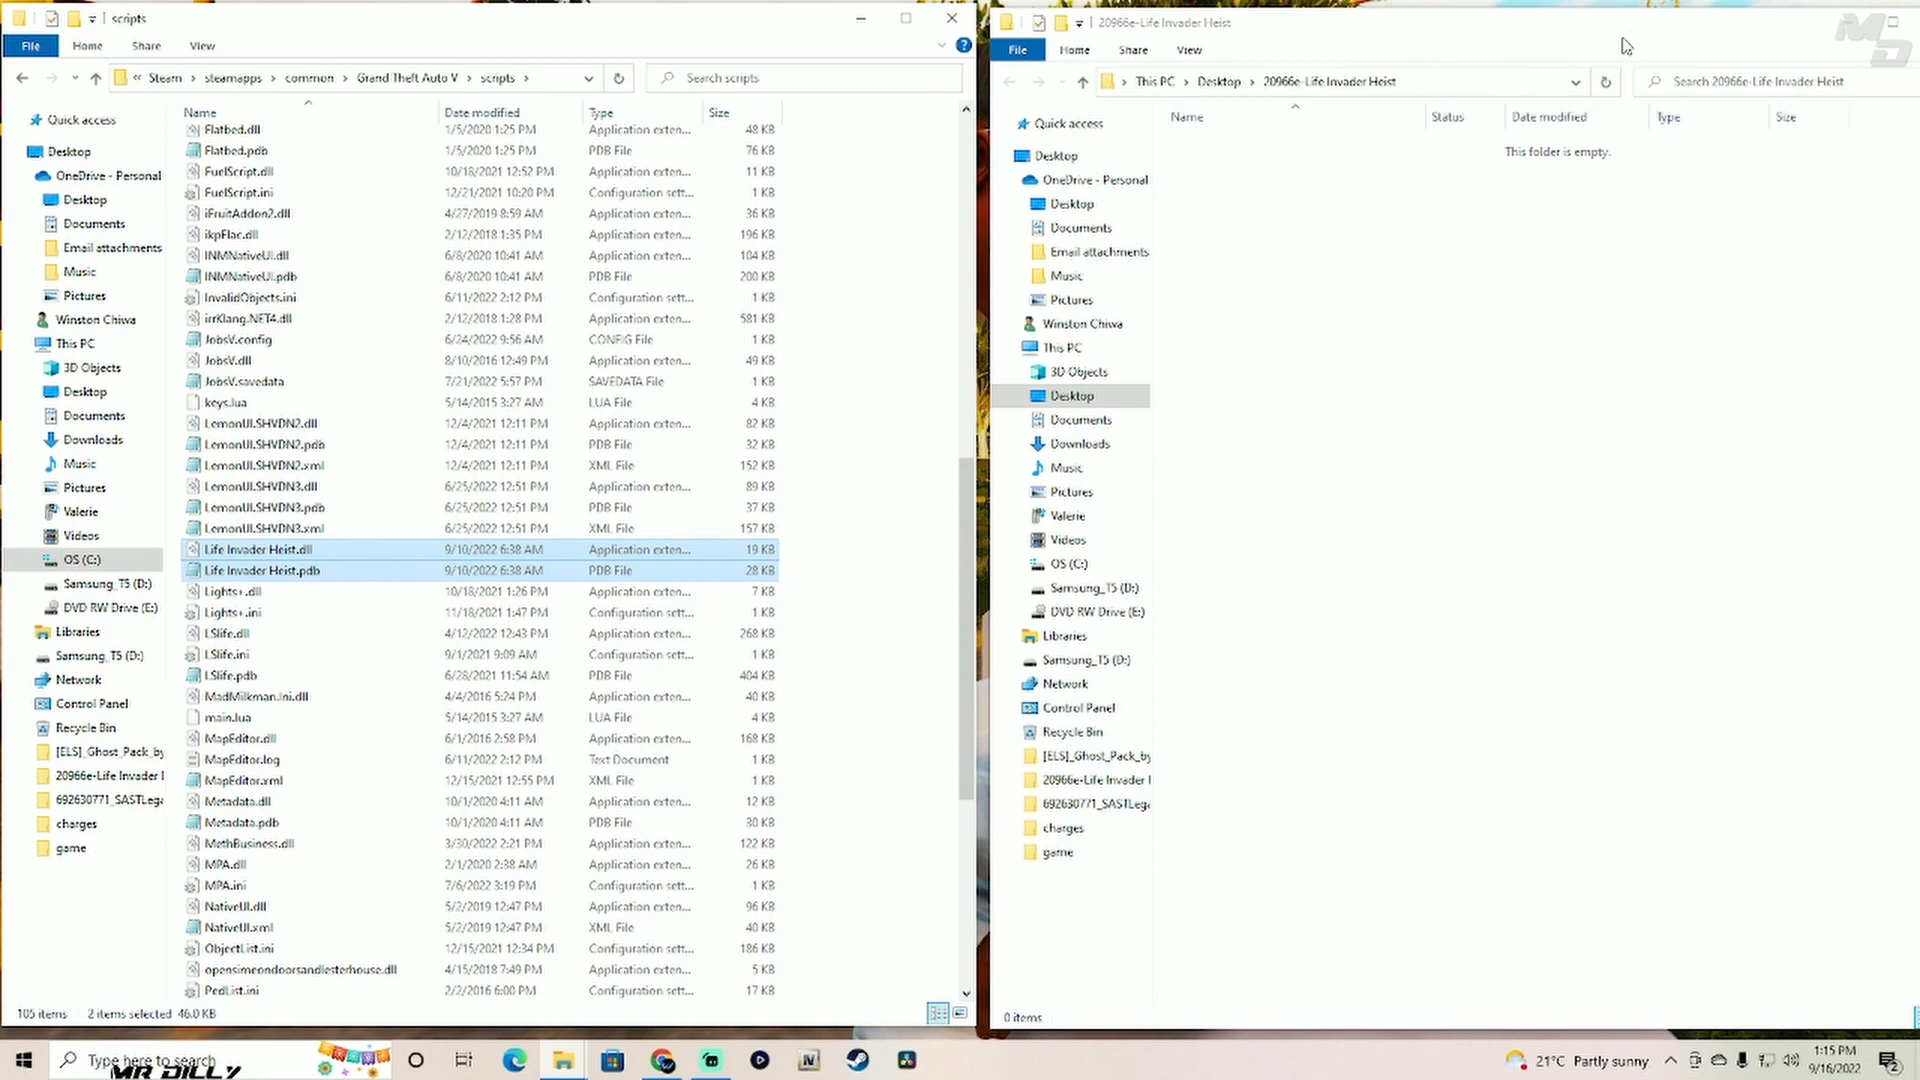 scripts
File Home Share View
Steam steamapps common Grand Theft Auto V scripts
Search scripts
Quick access
Desktop
OneDrive - Personal
Desktop
Documents
Email attachments
Music
Pictures
Winston Chiwa
This PC
3D Objects
Desktop
Documents
Downloads
Music
Pictures
Valerie
Videos
OS (C:)
Samsung_T5 (D:)
DVD RW Drive (E:)
Libraries
Samsung_T5 (D:)
Network
Control Panel
Recycle Bin
[ELS]_Ghost_Pack_by
20966e-Life Invader
692630771_SASTLega
charges
game
Name Date modified Type Size
Flatbed.dll 1/5/2020 1:25 PM Application exten... 48 KB
Flatbed.pdb 1/5/2020 1:25 PM PDB File 76 KB
FuelScript.dll 10/18/2021 12:52 PM Application exten... 11 KB
FuelScript.ini 12/21/2021 10:20 PM Configuration sett... 1 KB
iFruitAddon2.dll 4/27/2019 8:59 AM Application exten... 36 KB
ikpFlac.dll 2/12/2018 1:35 PM Application exten... 196 KB
INMNativeUI.dll 6/8/2020 10:41 AM Application exten... 104 KB
INMNativeUI.pdb 6/8/2020 10:41 AM PDB File 200 KB
InvalidObjects.ini 6/11/2022 2:12 PM Configuration sett... 1 KB
irrKlang.NET4.dll 2/12/2018 1:28 PM Application exten... 581 KB
JobsV.config 6/24/2022 9:56 AM CONFIG File 1 KB
JobsV.dll 8/10/2016 12:49 PM Application exten... 49 KB
JobsV.savedata 7/21/2022 5:57 PM SAVEDATA File 1 KB
keys.lua 5/14/2015 3:27 AM LUA File 4 KB
LemonUI.SHVDN2.dll 12/4/2021 12:11 PM Application exten... 82 KB
LemonUI.SHVDN2.pdb 12/4/2021 12:11 PM PDB File 32 KB
LemonUI.SHVDN2.xml 12/4/2021 12:11 PM XML File 152 KB
LemonUI.SHVDN3.dll 6/25/2022 12:51 PM Application exten... 89 KB
LemonUI.SHVDN3.pdb 6/25/2022 12:51 PM PDB File 37 KB
LemonUI.SHVDN3.xml 6/25/2022 12:51 PM XML File 157 KB
Life Invader Heist.dll 9/10/2022 6:38 AM Application exten... 19 KB
Life Invader Heist.pdb 9/10/2022 6:38 AM PDB File 28 KB
Lights+.dll 10/18/2021 1:26 PM Application exten... 7 KB
Lights+.ini 11/18/2021 1:47 PM Configuration sett... 1 KB
LSlife.dll 4/12/2022 12:43 PM Application exten... 268 KB
LSlife.ini 9/1/2021 9:09 AM Configuration sett... 1 KB
LSlife.pdb 6/28/2021 11:54 AM PDB File 404 KB
MadMilkman.Ini.dll 4/4/2016 5:24 PM Application exten... 40 KB
main.lua 5/14/2015 3:27 AM LUA File 4 KB
MapEditor.dll 6/1/2016 2:58 PM Application exten... 168 KB
MapEditor.log 6/11/2022 2:12 PM Text Document 1 KB
MapEditor.xml 12/15/2021 12:55 PM XML File 1 KB
Metadata.dll 10/1/2020 4:11 AM Application exten... 12 KB
Metadata.pdb 10/1/2020 4:11 AM PDB File 30 KB
MethBusiness.dll 3/30/2022 2:21 PM Application exten... 122 KB
MPA.dll 2/1/2020 2:38 AM Application exten... 26 KB
MPA.ini 7/6/2022 3:19 PM Configuration sett... 1 KB
NativeUI.dll 5/2/2019 12:47 PM Application exten... 96 KB
NativeUI.xml 5/2/2019 12:47 PM XML File 40 KB
ObjectList.ini 12/15/2021 12:34 PM Configuration sett... 186 KB
opensimeondoorsandlesterhouse.dll 4/15/2018 7:49 PM Application exten... 5 KB
PedList.ini 2/2/2016 6:00 PM Configuration sett... 17 KB
105 items 2 items selected 46.0 KB
20966e-Life Invader Heist
MD
File Home Share View
This PC Desktop 20966e-Life Invader Heist
Search 20966e-Life Invader Heist
Name Status Date modified Type Size
This folder is empty.
Quick access
Desktop
OneDrive - Personal
Desktop
Documents
Email attachments
Music
Pictures
Winston Chiwa
This PC
3D Objects
Desktop
Documents
Downloads
Music
Pictures
Valerie
Videos
OS (C:)
Samsung_T5 (D:)
DVD RW Drive (E:)
Libraries
Samsung_T5 (D:)
Network
Control Panel
Recycle Bin
[ELS]_Ghost_Pack_by
20966e-Life Invader
692630771_SASTLega
charges
game
0 items
Type here to search
MR DILLY
21°C Partly sunny
1:15 PM
9/16/2022
2